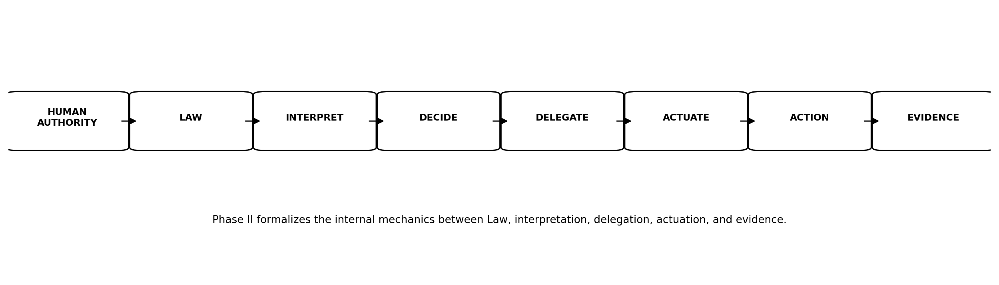 HUMAN
AUTHORITY
LAW
INTERPRET
DECIDE
DELEGATE
ACTUATE
ACTION
EVIDENCE
Phase II formalizes the internal mechanics between Law, interpretation, delegation, actuation, and evidence.